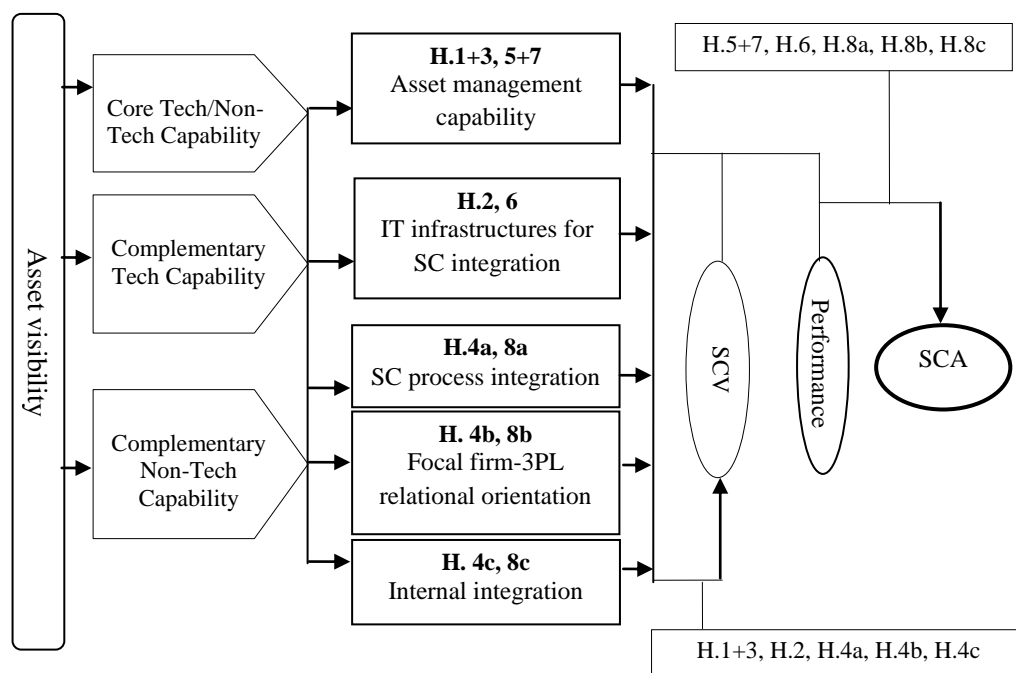 Asset visibility
Core Tech/Non-
Tech Capability
Complementary
Tech Capability
Complementary
Non-Tech
Capability
H.1+3, 5+7
Asset management
capability
H.2, 6
IT infrastructures for
SC integration
H.4a, 8a
SC process integration
H. 4b, 8b
Focal firm-3PL
relational orientation
H. 4c, 8c
Internal integration
H.5+7, H.6, H.8a, H.8b, H.8c
SCV
Performance
SCA
H.1+3, H.2, H.4a, H.4b, H.4c